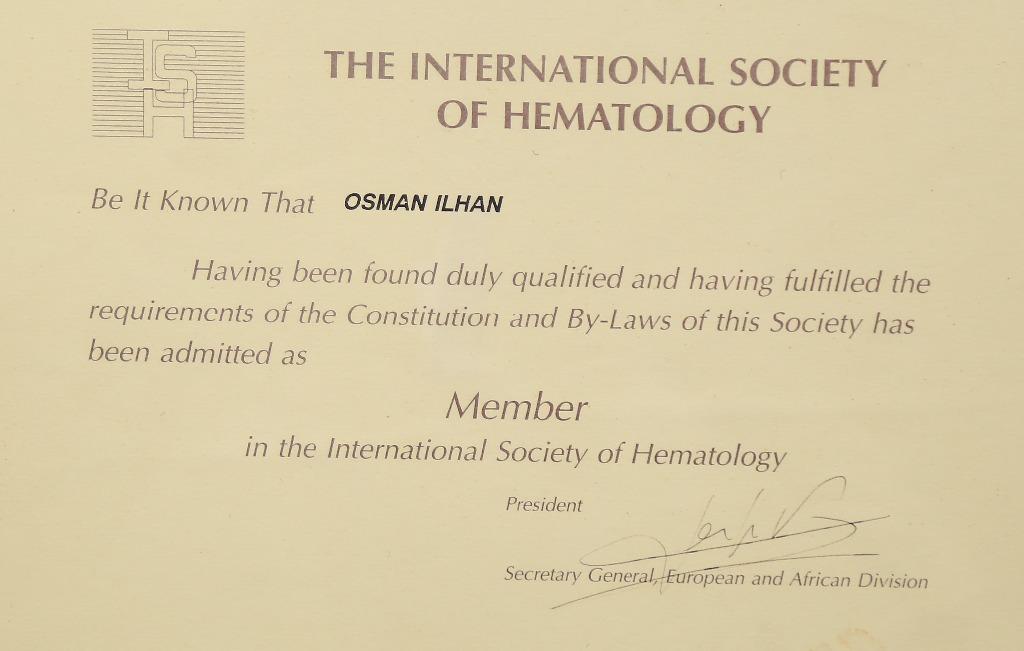 ISH
THE INTERNATIONAL SOCIETY
OF HEMATOLOGY
Be It Known That OSMAN ILHAN
Having been found duly qualified and having fulfilled the
requirements of the Constitution and By-Laws of this Society has
been admitted as
Member
in the International Society of Hematology
President
Secretary General, European and African Division